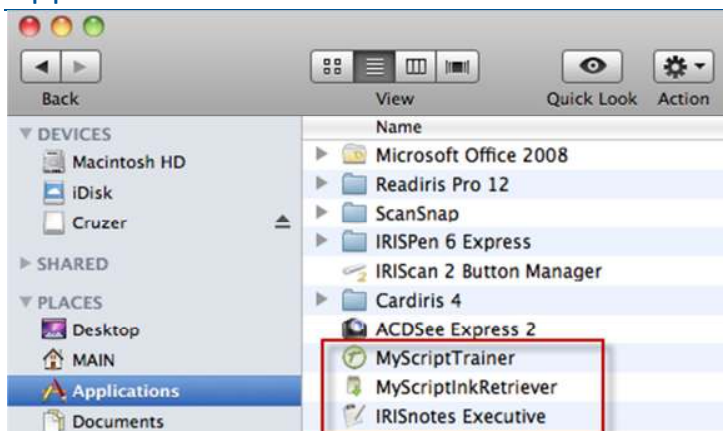 Back
View
Quick Look
Action
DEVICES
Macintosh HD
iDisk
Cruzer
SHARED
PLACES
Desktop
MAIN
Applications
Documents
Name
Microsoft Office 2008
Readiris Pro 12
ScanSnap
IRISPen 6 Express
IRIScan 2 Button Manager
Cardiris 4
ACDSee Express 2
MyScriptTrainer
MyScriptInkRetriever
IRISnotes Executive